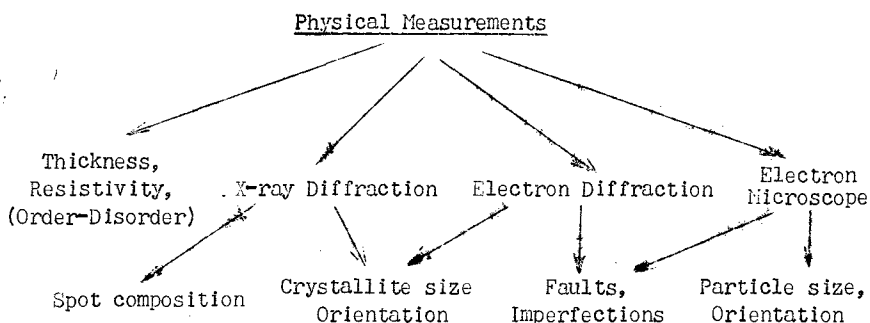 Physical Measurements
Thickness,
Resistivity,
(Order-Disorder)
X-ray Diffraction
Electron Diffraction
Electron
Microscope
Spot composition
Crystallite size
Orientation
Faults,
Imperfections
Particle size,
Orientation